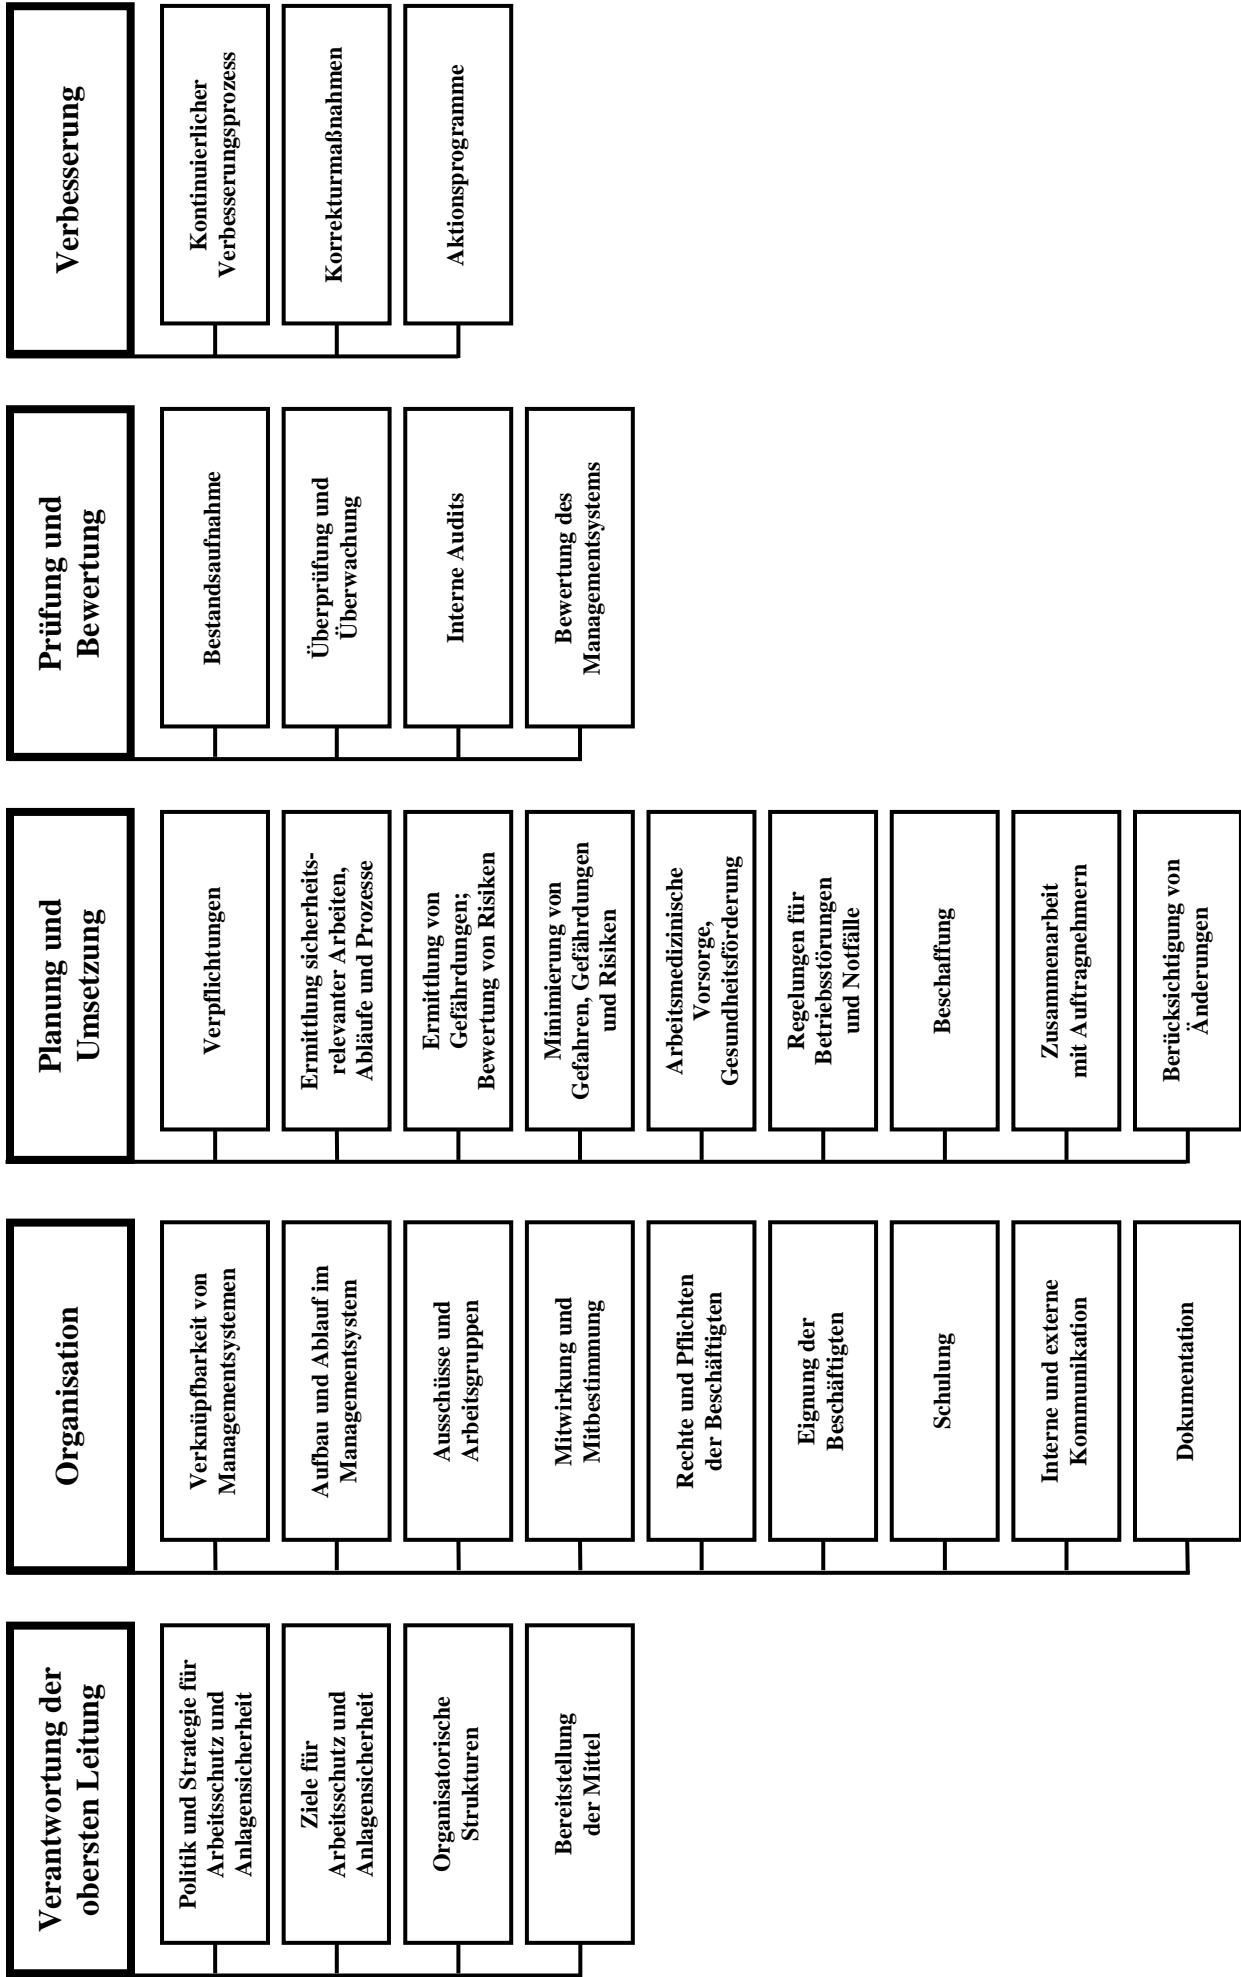 Verantwortung der
obersten Leitung
Politik und Strategie für
Arbeitsschutz und
Anlagensicherheit
Ziele für
Arbeitsschutz und
Anlagensicherheit
Organisatorische
Strukturen
Bereitstellung
der Mittel
Organisation
Verknüpfbarkeit von
Managementsystemen
Aufbau und Ablauf im
Managementsystem
Ausschüsse und
Arbeitsgruppen
Mitwirkung und
Mitbestimmung
Rechte und Pflichten
der Beschäftigten
Eignung der
Beschäftigten
Schulung
Interne und externe
Kommunikation
Dokumentation
Planung und
Umsetzung
Verpflichtungen
Ermittlung sicherheits-
relevanter Arbeiten,
Abläufe und Prozesse
Ermittlung von
Gefährdungen;
Bewertung von Risiken
Minimierung von
Gefahren, Gefährdungen
und Risiken
Arbeitsmedizinische
Vorsorge,
Gesundheitsförderung
Regelungen für
Betriebsstörungen
und Notfälle
Beschaffung
Zusammenarbeit
mit Auftragnehmern
Berücksichtigung von
Änderungen
Prüfung und
Bewertung
Bestandsaufnahme
Überprüfung und
Überwachung
Interne Audits
Bewertung des
Managementsystems
Verbesserung
Kontinuierlicher
Verbesserungsprozess
Korrekturmaßnahmen
Aktionsprogramme